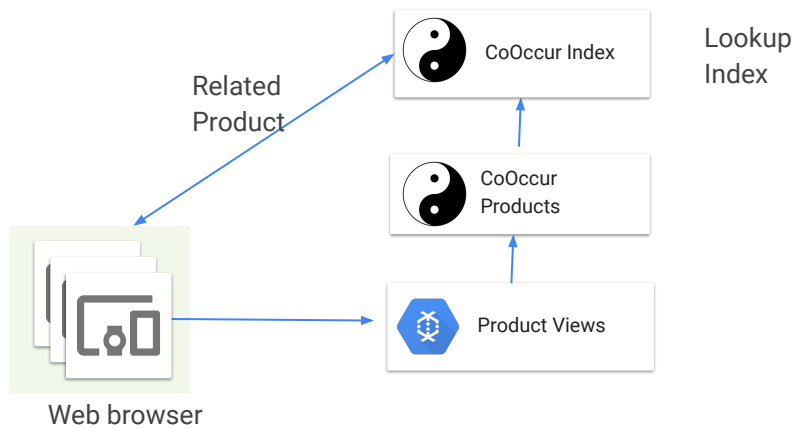 CoOccur Index
Lookup
Index
Related
Product
CoOccur
Products
Product Views
Web browser